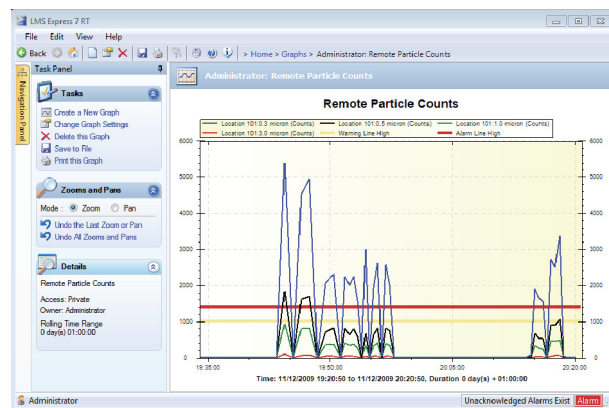 LMS Express 7 RT
File Edit View Help
Back > Home > Graphs > Administrator: Remote Particle Counts
Navigation Panel
Task Panel
Tasks
Create a New Graph
Change Graph Settings
Delete this Graph
Save to File
Print this Graph
Zooms and Pans
Mode : Zoom Pan
Undo the Last Zoom or Pan
Undo All Zooms and Pans
Details
Remote Particle Counts
Access: Private
Owner: Administrator
Rolling Time Range
0 day(s) 01:00:00
Administrator: Remote Particle Counts
Remote Particle Counts
Location 101:0.3 micron (Counts) Location 101:0.5 micron (Counts) Location 101:1.0 micron (Counts)
Location 101:3.0 micron (Counts) Warning Line High Alarm Line High
6000 6000
5000 5000
4000 4000
3000 3000
2000 2000
1000 1000
0 0
19:35:00 19:50:00 20:05:00 20:20:00
Time: 11/12/2009 19:20:50 to 11/12/2009 20:20:50, Duration 0 day(s) + 01:00:00
Administrator Unacknowledged Alarms Exist Alarm